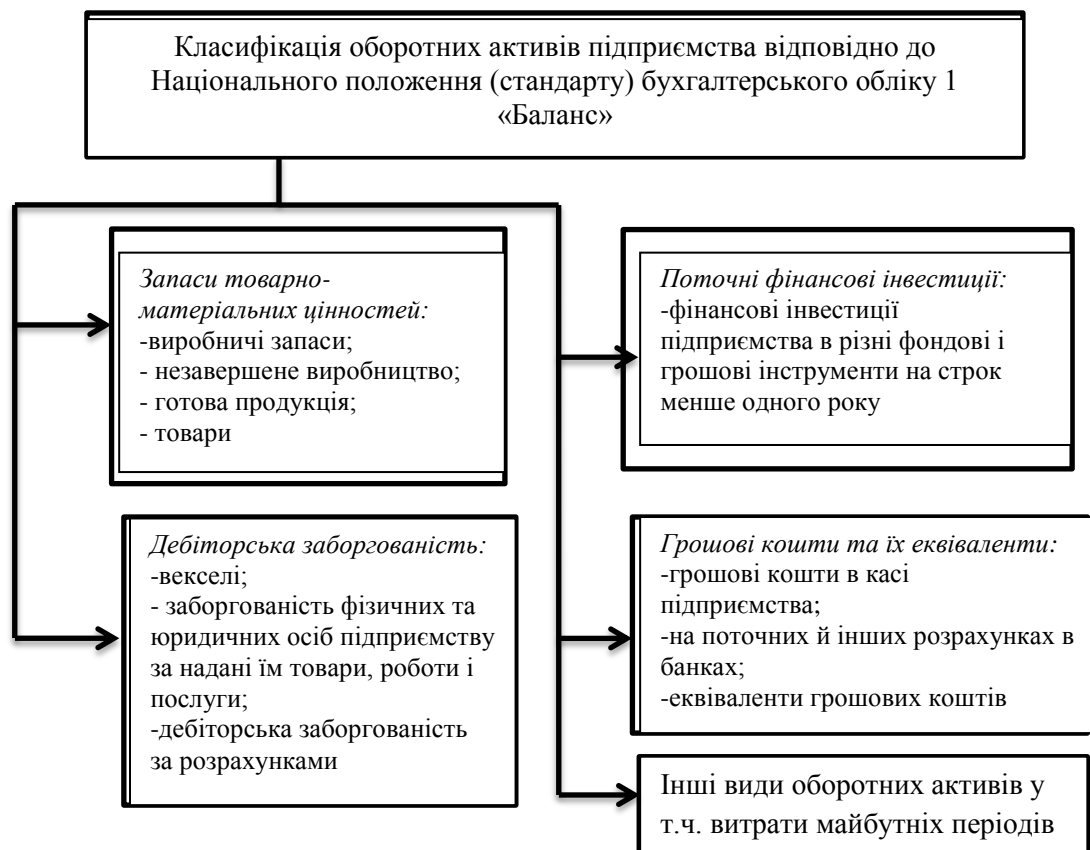 Класифікація оборотних активів підприємства відповідно до
Національного положення (стандарту) бухгалтерського обліку 1
«Баланс»
Запаси товарно-
матеріальних цінностей:
-виробничі запаси;
- незавершене виробництво;
- готова продукція;
- товари
Поточні фінансові інвестиції:
-фінансові інвестиції
підприємства в різні фондові і
грошові інструменти на строк
менше одного року
Дебіторська заборгованість:
-векселі;
- заборгованість фізичних та
юридичних осіб підприємству
за надані їм товари, роботи і
послуги;
-дебіторська заборгованість
за розрахунками
Грошові кошти та їх еквіваленти:
-грошові кошти в касі
підприємства;
-на поточних й інших розрахунках в
банках;
-еквіваленти грошових коштів
Інші види оборотних активів у
т.ч. витрати майбутніх періодів